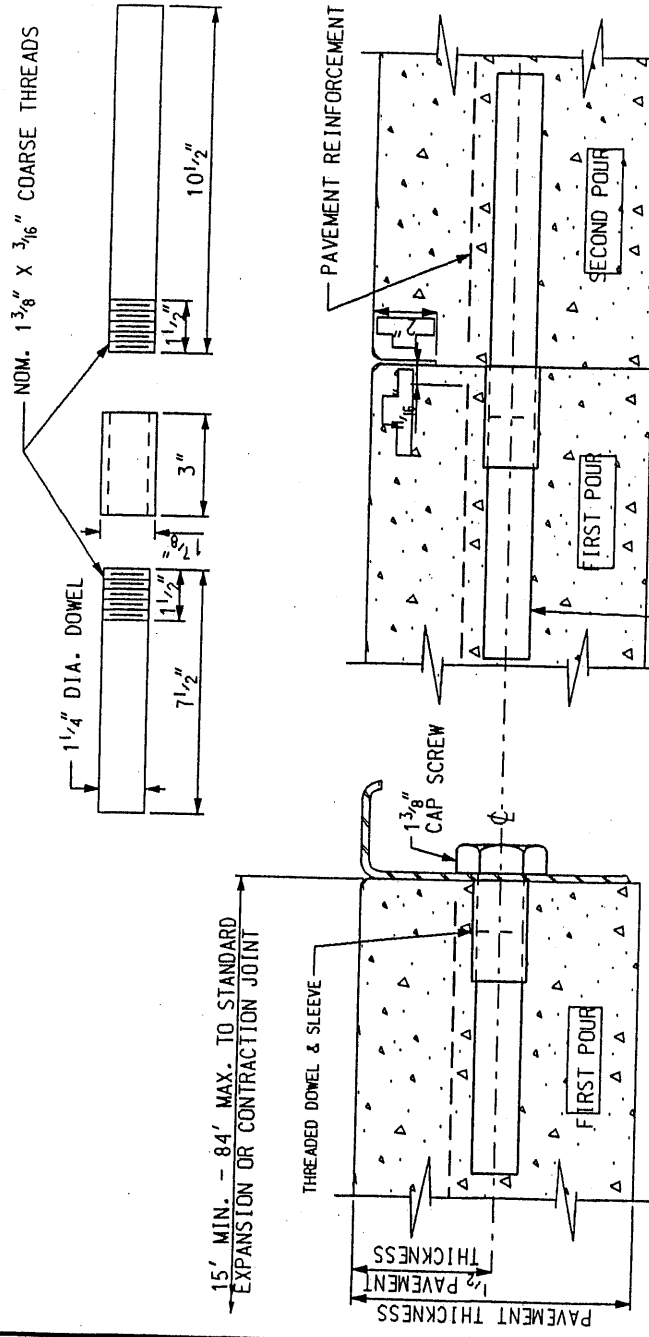 NOM. 1 3/8" X 3/16" COARSE THREADS
1 1/4" DIA. DOWEL
1 1/2"
7 1/2"
1 7/8"
3"
1 1/2"
10 1/2"
15' MIN. - 84' MAX. TO STANDARD
EXPANSION OR CONTRACTION JOINT
THREADED DOWEL & SLEEVE
1 3/8"
CAP SCREW
℄
FIRST POUR
PAVEMENT THICKNESS
1/2 PAVEMENT
THICKNESS
PAVEMENT REINFORCEMENT
2"
FIRST POUR
SECOND POUR